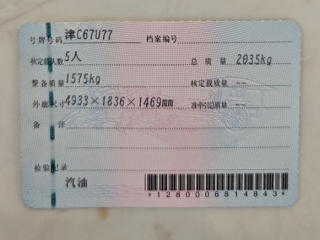 号牌号码 津C67U77 档案编号
核定载人数 5人 总质量 2035kg
整备质量 1575kg 核定载质量 --
外廓尺寸 4933×1836×1469mm 准牵引总质量 --
备 注
检验记录
汽油
*1280006814843*